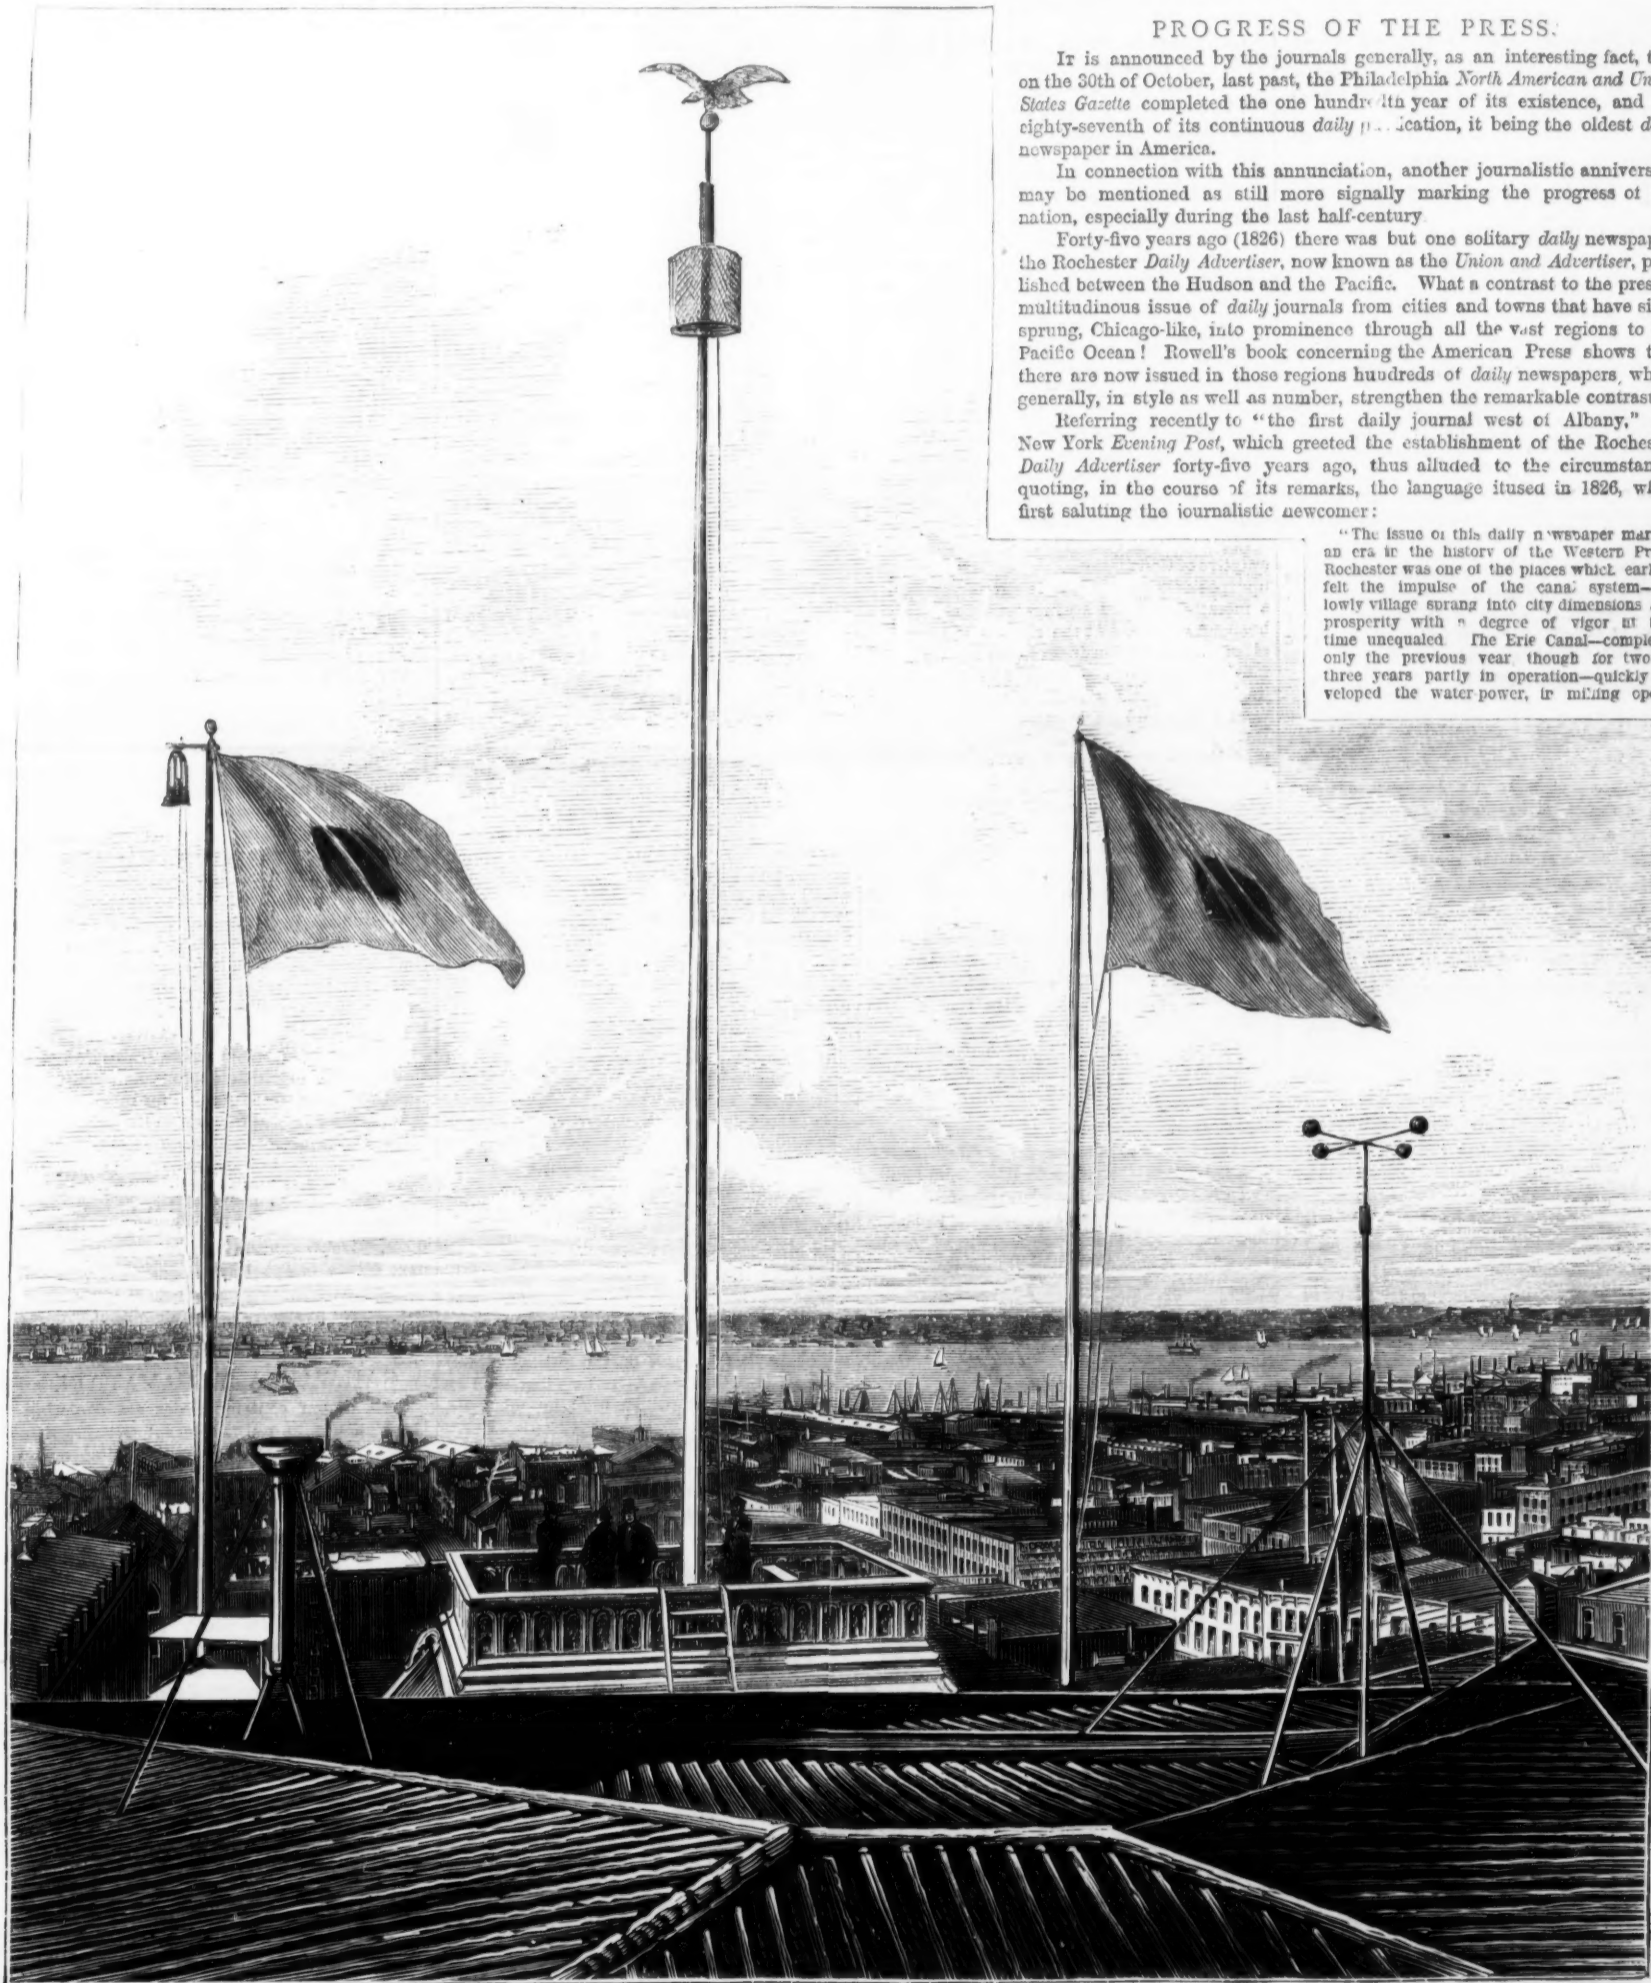 PROGRESS OF THE PRESS.
IT is announced by the journals generally, as an interesting fact,
on the 30th of October, last past, the Philadelphia North American and
States Gazette completed the one year of its existence, and
eighty-seventh of its continuous daily it being the oldest
newspaper in America.
In connection with this annunciation, another journalistic
may be mentioned as still more signally marking the progress of
nation, especially during the last half-century
Forty-five years ago (1826) there was but one solitary daily
the Rochester Daily Advertiser, now known as the Union and Advertiser,
lished between the Hudson and the Pacific. What a contrast to the
multitudinous issue of daily journals from cities and towns that have
sprung, Chicago-like, into prominence through all the vast regions to
Pacific Ocean! Rowell's book concerning the American Press shows
there are now issued in those regions hundreds of daily newspapers,
generally, in style as well as number, strengthen the remarkable
Referring recently to "the first daily journal west of Albany,"
New York Evening Post, which greeted the establishment of the
Daily Advertiser forty-five years ago, thus alluded to the
quoting, in the course of its remarks, the language itused in 1826,
first saluting the journalistic newcomer:
"The issue of this daily newspaper
an era in the history of the Western
Rochester was one of the places which
felt the impulse of the canal system—
lowly village sprang into city dimensions
prosperity with a degree of vigor at
time unequaled The Erie Canal—
only the previous year though for two
three years partly in operation—quickly
veloped the water-power, in milling